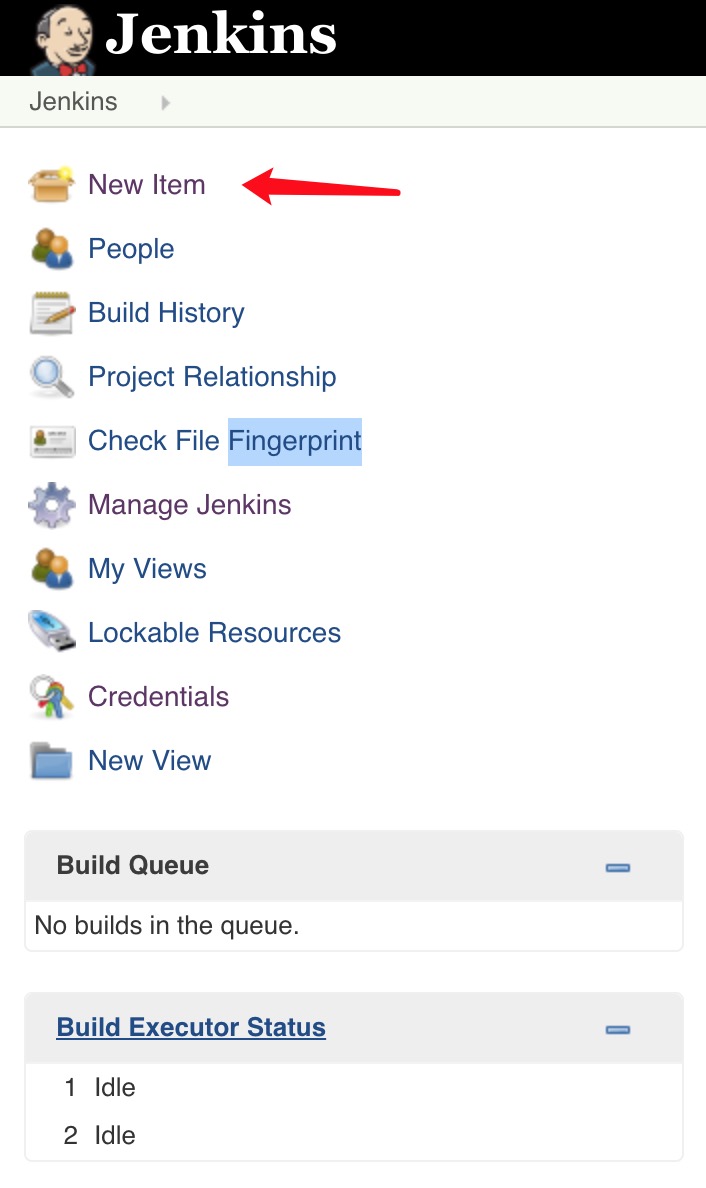 Jenkins
Jenkins
New Item
People
Build History
Project Relationship
Check File Fingerprint
Manage Jenkins
My Views
Lockable Resources
Credentials
New View
Build Queue
No builds in the queue.
Build Executor Status
1 Idle
2 Idle